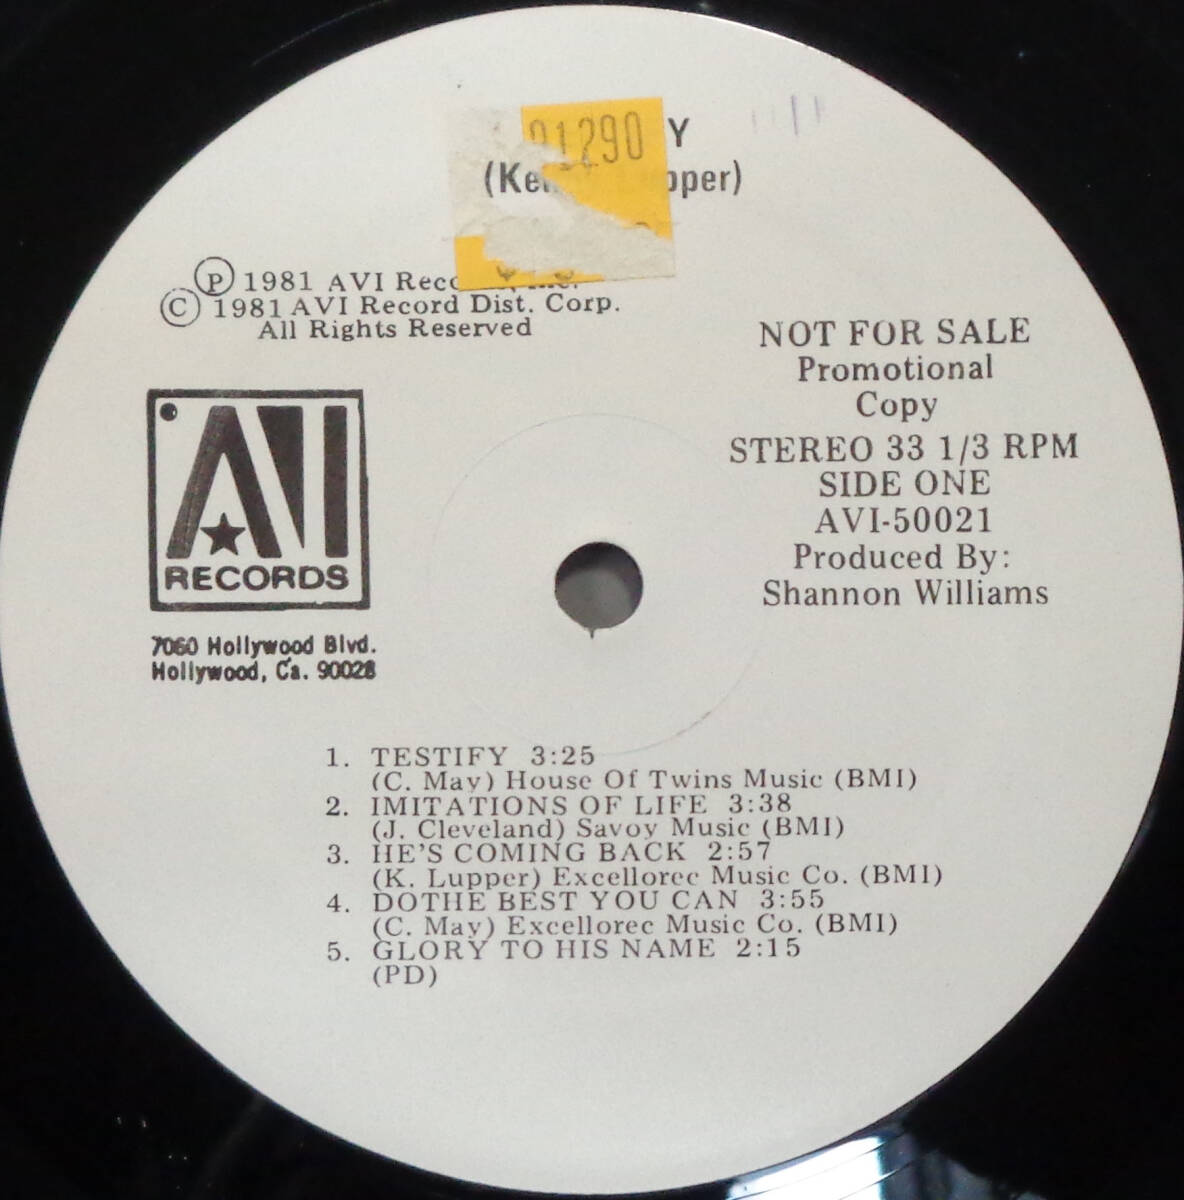 01290 Y
(Ke pper)
Ⓟ 1981 AVI Rec Inc.
Ⓒ 1981 AVI Record Dist. Corp.
All Rights Reserved
NOT FOR SALE
Promotional
Copy
STEREO 33 1/3 RPM
SIDE ONE
AVI-50021
Produced By:
Shannon Williams
AVI
RECORDS
7060 Hollywood Blvd.
Hollywood, Ca. 90028
1. TESTIFY 3:25
(C. May) House Of Twins Music (BMI)
2. IMITATIONS OF LIFE 3:38
(J. Cleveland) Savoy Music (BMI)
3. HE'S COMING BACK 2:57
(K. Lupper) Excellorec Music Co. (BMI)
4. DOTHE BEST YOU CAN 3:55
(C. May) Excellorec Music Co. (BMI)
5. GLORY TO HIS NAME 2:15
(PD)